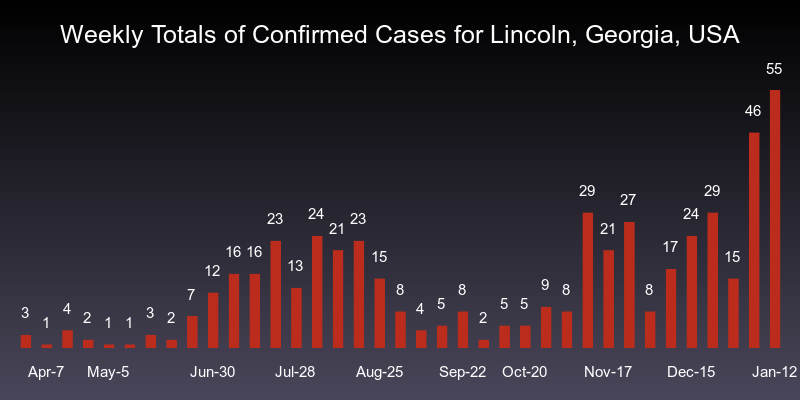 Weekly Totals of Confirmed Cases for Lincoln, Georgia, USA
3 1 4 2 1 1 3 2 7 12 16 16 23 13 24 21 23 15 8 4 5 8 2 5 5 9 8 29 21 27 8 17 24 29 15 46 55
Apr-7 May-5 Jun-30 Jul-28 Aug-25 Sep-22 Oct-20 Nov-17 Dec-15 Jan-12